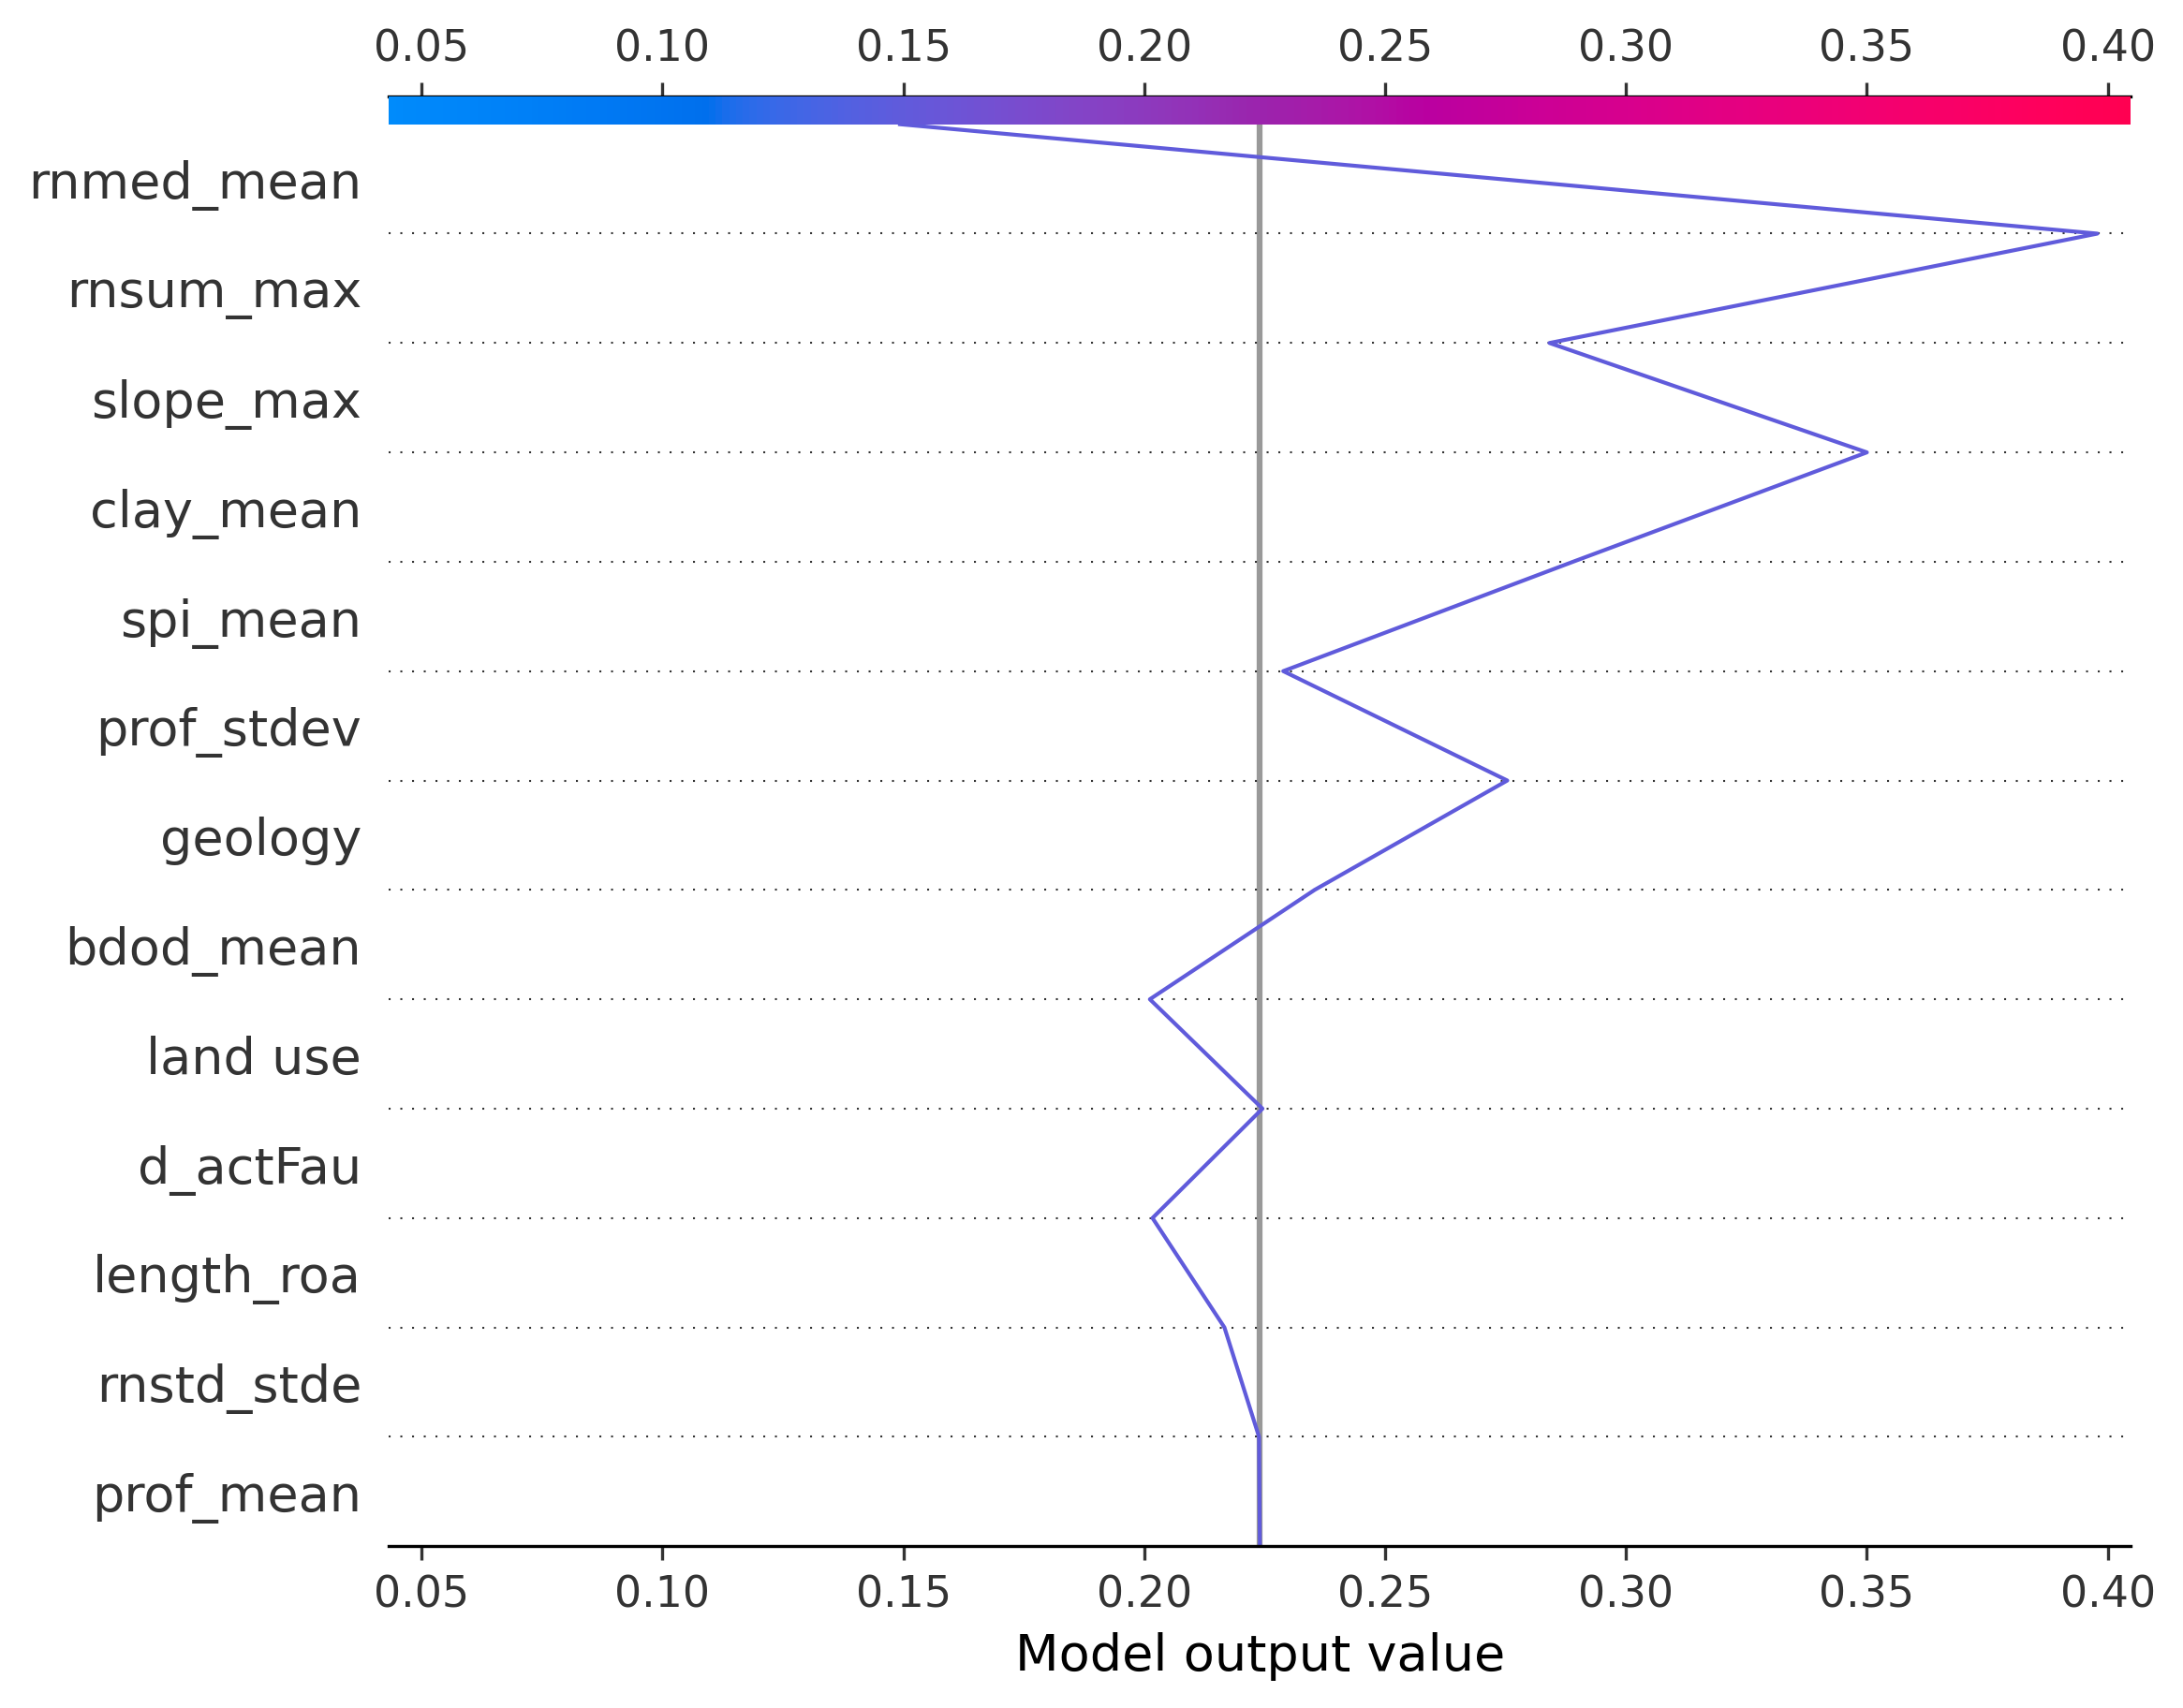 0.05 0.10 0.15 0.20 0.25 0.30 0.35 0.40
rnmed_mean
rnsum_max
slope_max
clay_mean
spi_mean
prof_stdev
geology
bdod_mean
land use
d_actFau
length_roa
rnstd_stde
prof_mean
0.05 0.10 0.15 0.20 0.25 0.30 0.35 0.40
Model output value